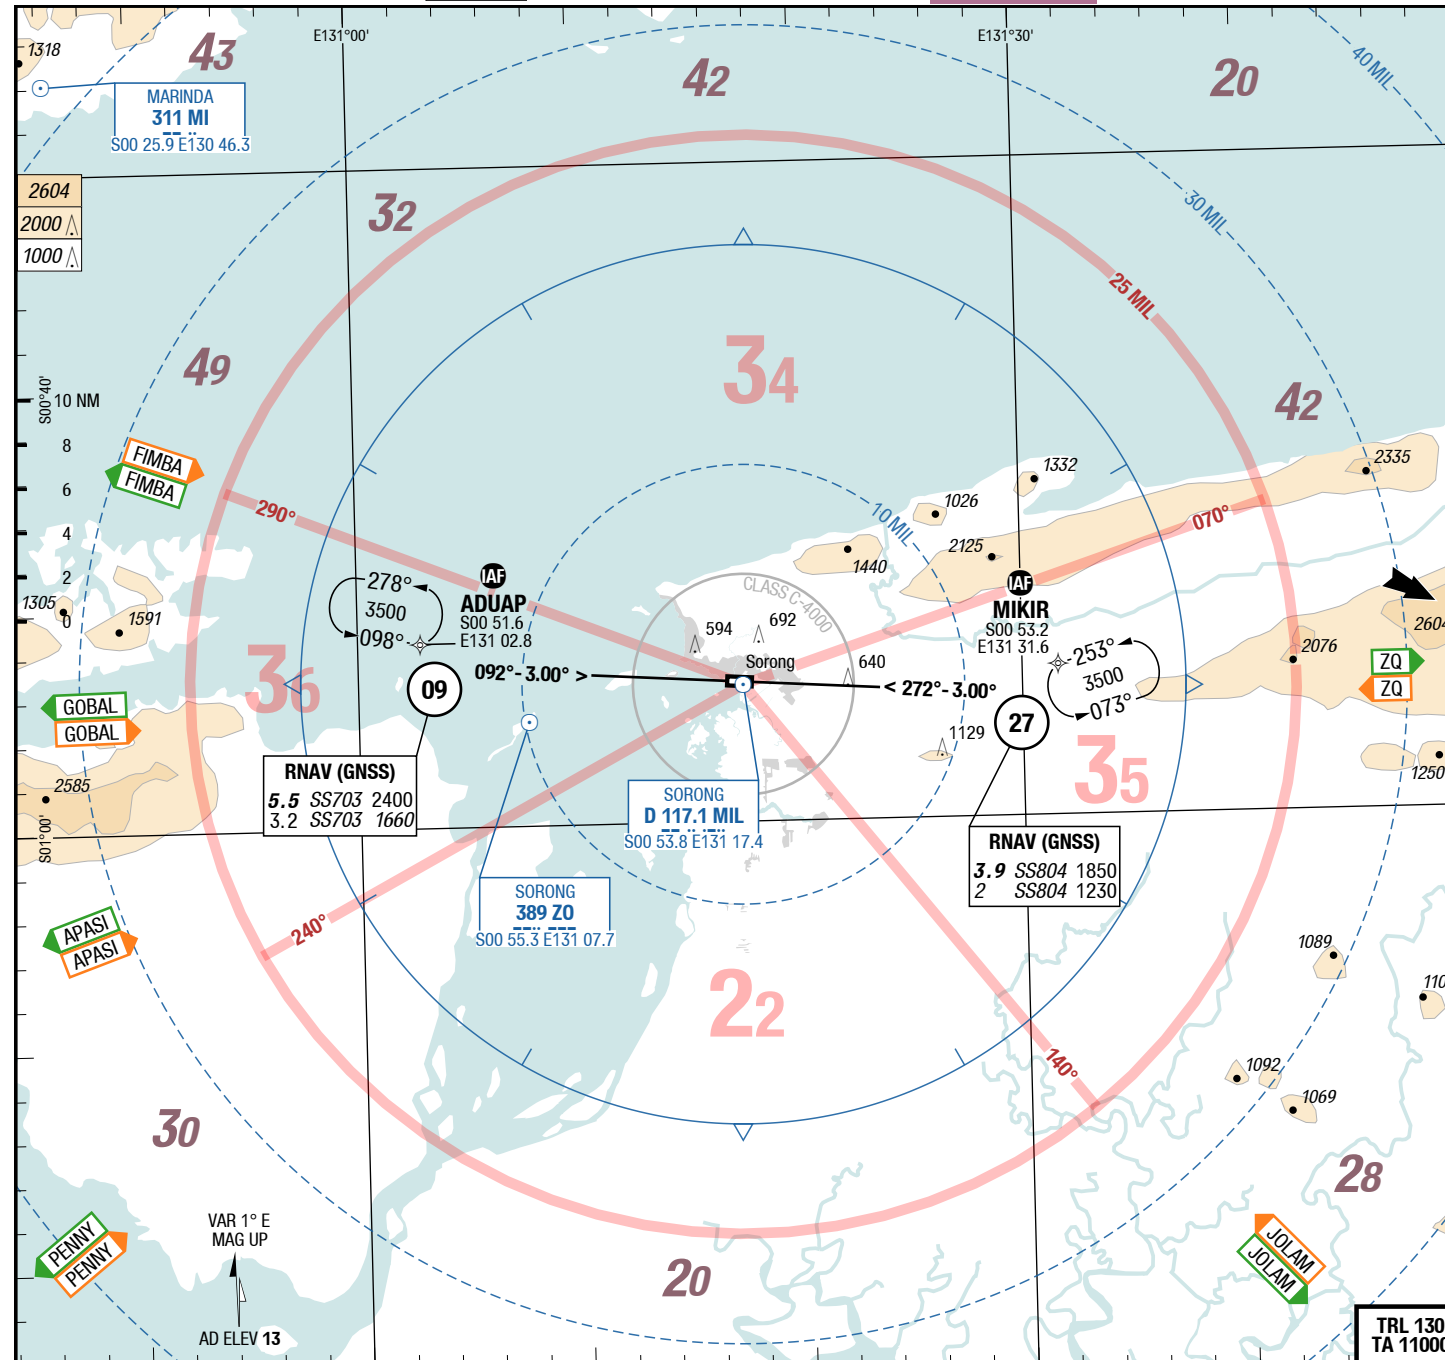 E131°00'
E131°30'
1318
43
42
20
40 MIL
MARINDA
311 MI
S00 25.9 E130 46.3
2604
2000
1000
32
30 MIL
25 MIL
49
34
42
S00°40'
10 NM
8
6
4
2
0
FIMBA
FIMBA
290°
10 MIL
1332
1026
2335
070°
2125
1440
278°
3500
098°
IAF
ADUAP
S00 51.6
E131 02.8
CLASS C-4000
594
692
640
Sorong
IAF
MIKIR
S00 53.2
E131 31.6
253°
3500
073°
1305
1591
2604
2076
ZQ
ZQ
36
09
092°-3.00° >
< 272°-3.00°
27
GOBAL
GOBAL
1129
35
1250
2585
RNAV (GNSS)
5.5 SS703 2400
3.2 SS703 1660
SORONG
D 117.1 MIL
S00 53.8 E131 17.4
RNAV (GNSS)
3.9 SS804 1850
2 SS804 1230
S01°00'
SORONG
389 ZO
S00 55.3 E131 07.7
240°
APASI
APASI
1089
110
22
140°
1092
1069
30
28
VAR 1° E
MAG UP
PENNY
PENNY
20
JOLAM
JOLAM
AD ELEV 13
TRL 130
TA 11000